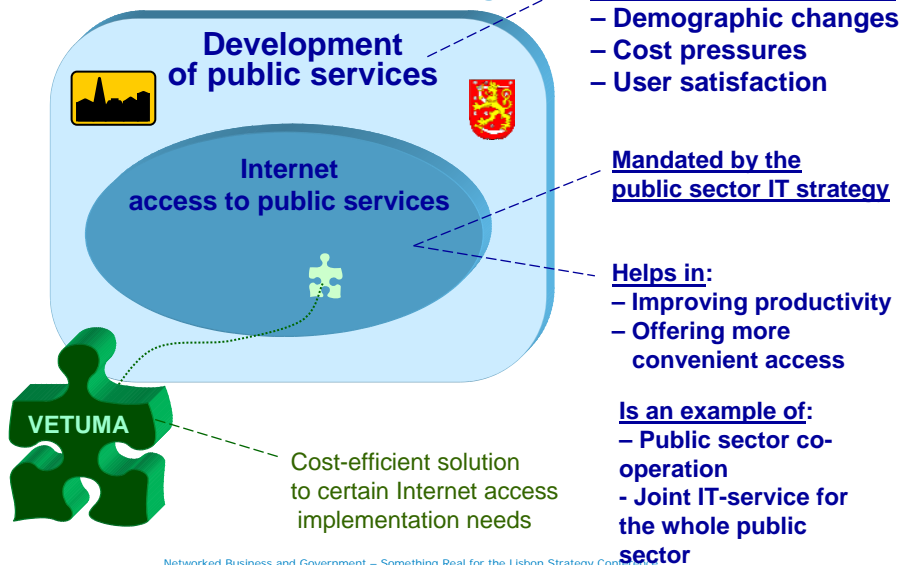 Development
of public services
– Demographic changes
– Cost pressures
– User satisfaction
Internet
access to public services
Mandated by the
public sector IT strategy
Helps in:
– Improving productivity
– Offering more
convenient access
VETUMA
Is an example of:
– Public sector co-
operation
- Joint IT-service for
the whole public
sector
Cost-efficient solution
to certain Internet access
implementation needs
Networked Business and Government – Something Real for the Lisbon Strategy Conference